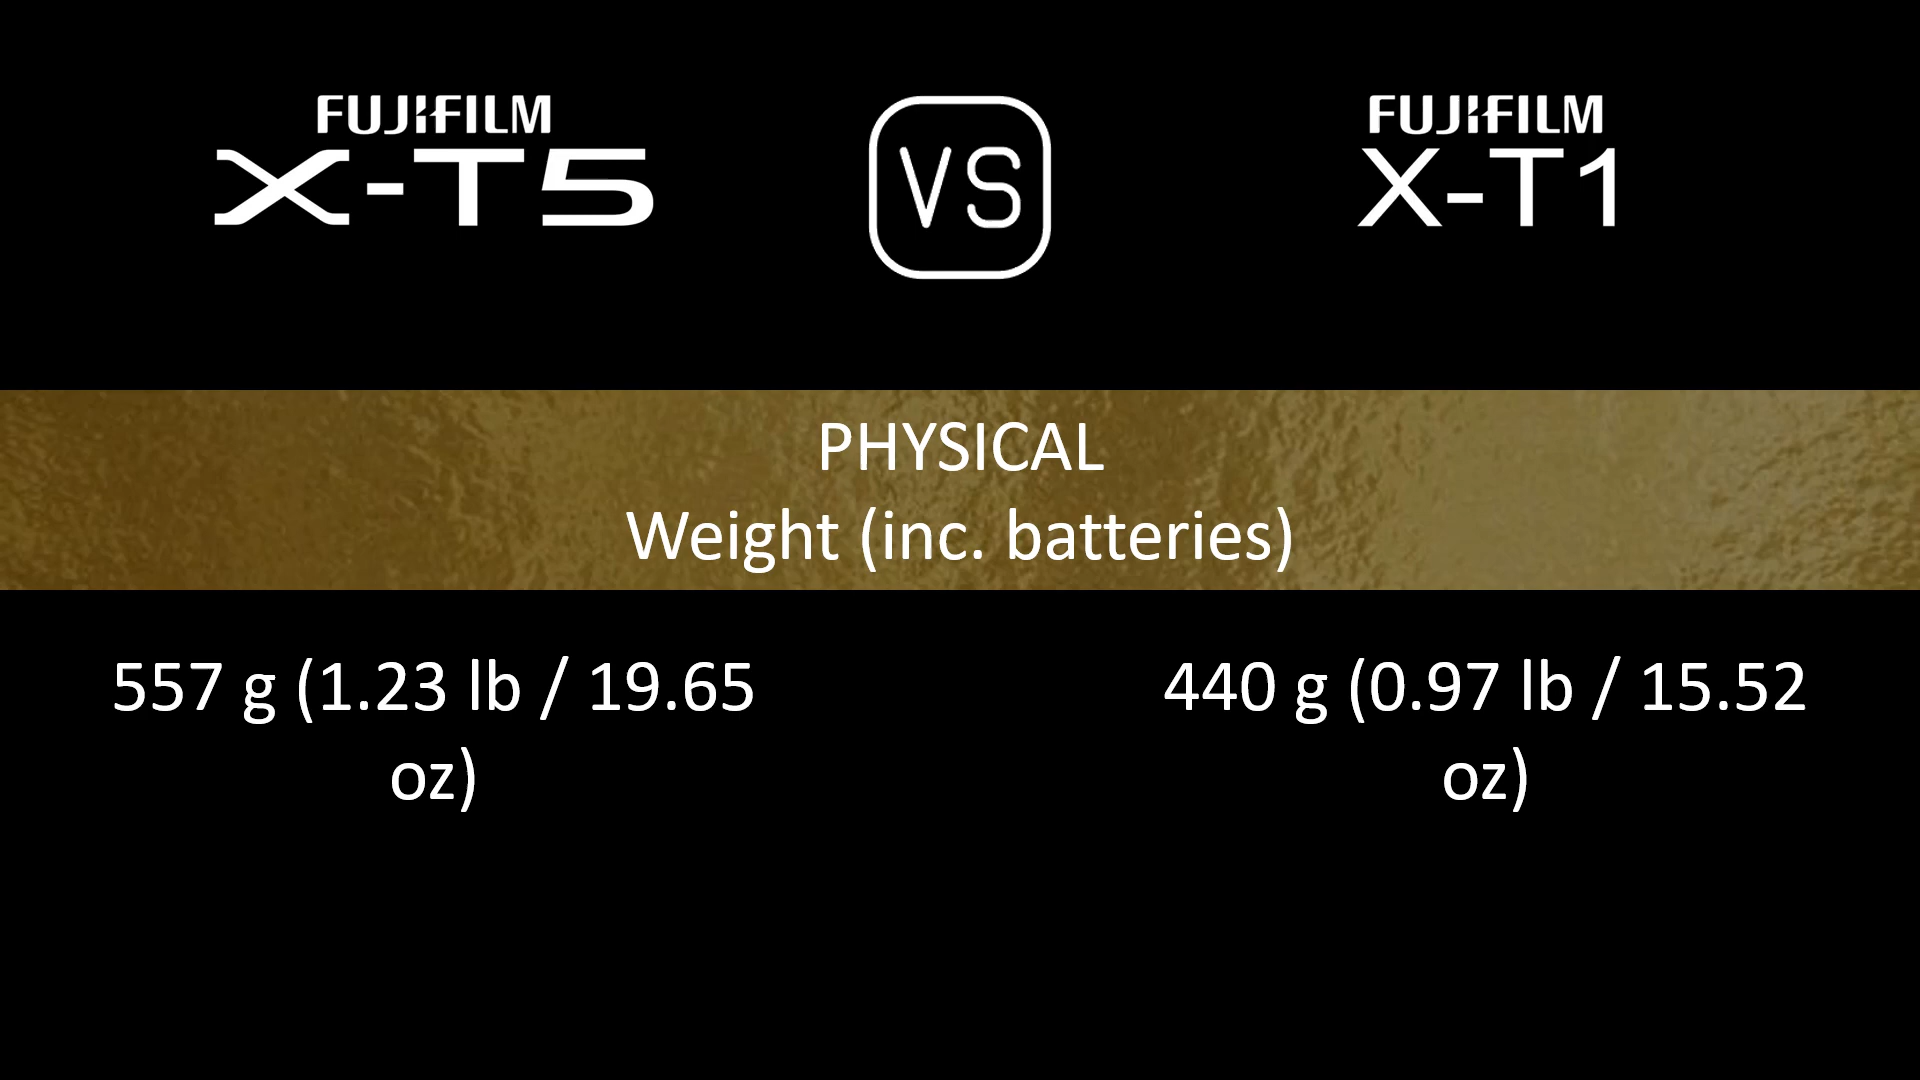 FUJIFILM
X-T5
VS
FUJIFILM
X-T1
PHYSICAL
Weight (inc. batteries)
557 g (1.23 lb / 19.65
oz)
440 g (0.97 lb / 15.52
oz)